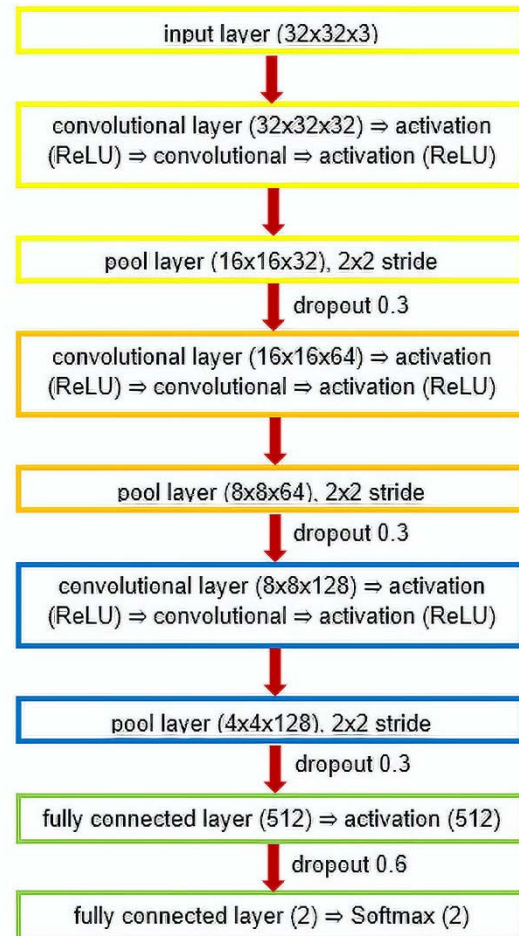 input layer (32x32x3)
convolutional layer (32x32x32) ⇒ activation
(ReLU) ⇒ convolutional ⇒ activation (ReLU)
pool layer (16x16x32), 2x2 stride
dropout 0.3
convolutional layer (16x16x64) ⇒ activation
(ReLU) ⇒ convolutional ⇒ activation (ReLU)
pool layer (8x8x64), 2x2 stride
dropout 0.3
convolutional layer (8x8x128) ⇒ activation
(ReLU) ⇒ convolutional ⇒ activation (ReLU)
pool layer (4x4x128), 2x2 stride
dropout 0.3
fully connected layer (512) ⇒ activation (512)
dropout 0.6
fully connected layer (2) ⇒ Softmax (2)